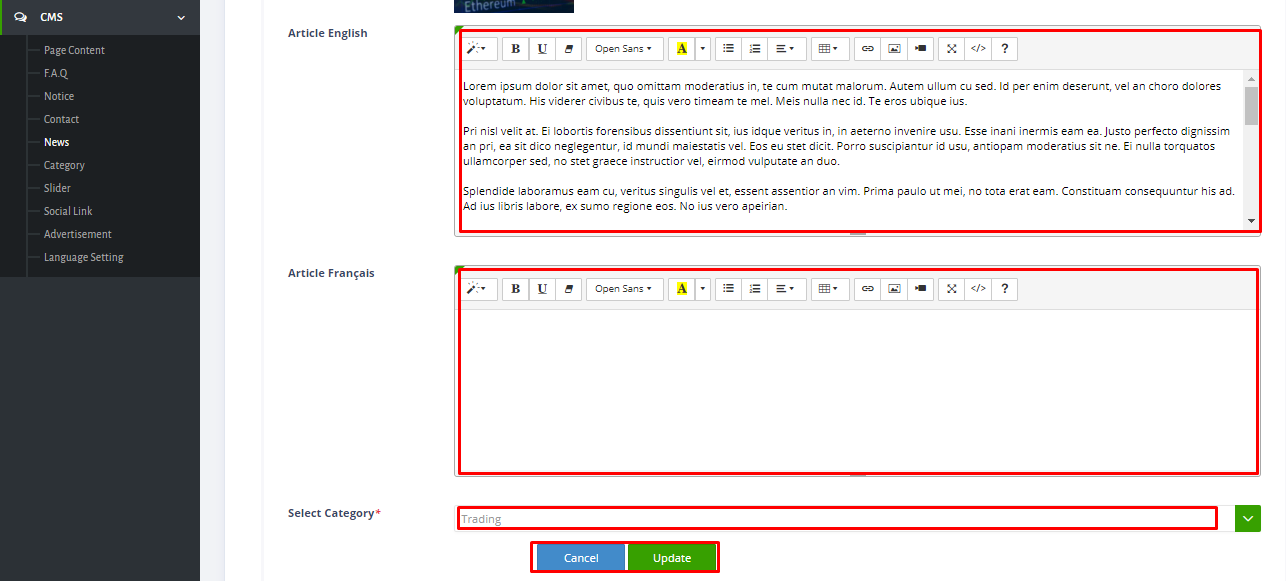 Ethereum
CMS
Page Content
F.A.Q
Notice
Contact
News
Category
Slider
Social Link
Advertisement
Language Setting
Article English
B U Open Sans A </> ?
Lorem ipsum dolor sit amet, quo omittam moderatius in, te cum mutat malorum. Autem ullum cu sed. Id per enim deserunt, vel an choro dolores
voluptatum. His viderer civibus te, quis vero timeam te mel. Meis nulla nec id. Te eros ubique ius.
Pri nisl velit at. Ei lobortis forensibus dissentiunt sit, ius idque veritus in, in aeterno invenire usu. Esse inani inermis eam ea. Justo perfecto dignissim
an pri, ea sit dico neglegentur, id mundi maiestatis vel. Eos eu stet dicit. Porro suscipiantur id usu, antiopam moderatius sit ne. Ei nulla torquatos
ullamcorper sed, no stet graece instructior vel, eirmod vulputate an duo.
Splendide laboramus eam cu, veritus singulis vel et, essent assentior an vim. Prima paulo ut mei, no tota erat eam. Constituam consequuntur his ad.
Ad ius libris labore, ex sumo regione eos. No ius vero apeirian.
Article Français
B U Open Sans A </> ?
Select Category*
Trading
Cancel Update